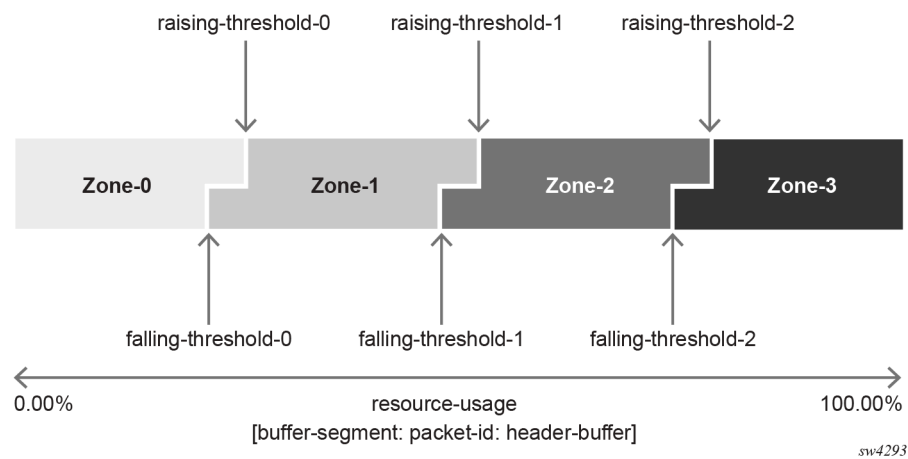 raising-threshold-0 raising-threshold-1 raising-threshold-2
Zone-0 Zone-1 Zone-2 Zone-3
falling-threshold-0 falling-threshold-1 falling-threshold-2
0.00% resource-usage 100.00%
[buffer-segment: packet-id: header-buffer]
sw4293